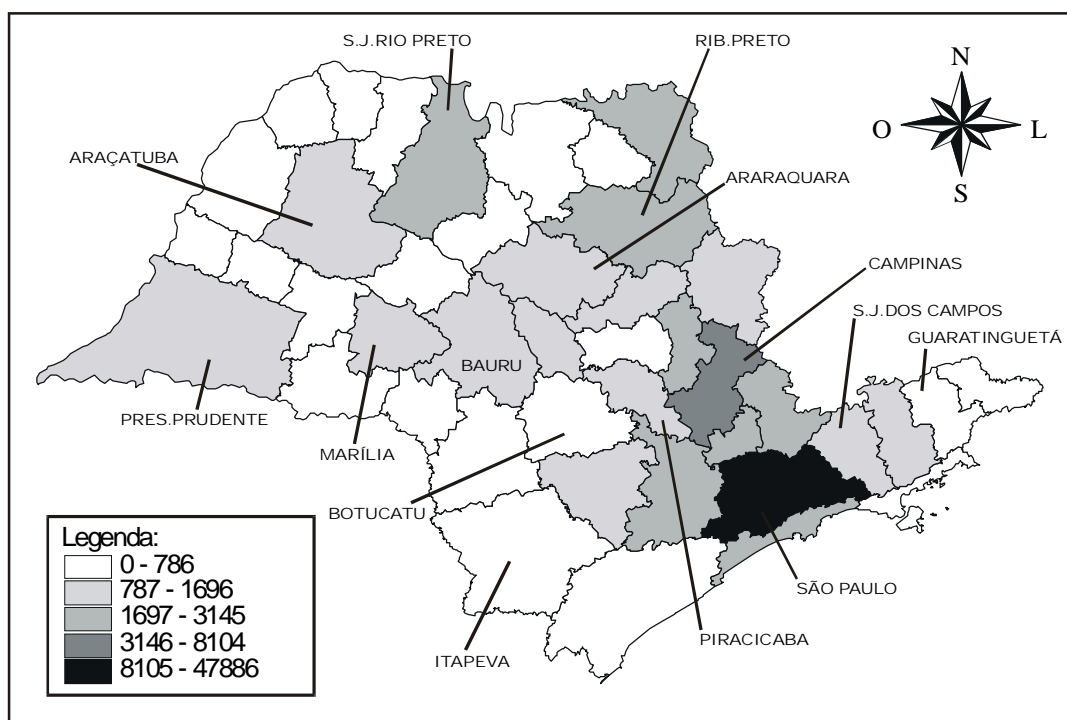 S.J.RIO PRETO
RIB.PRETO
N
O
L
S
ARAÇATUBA
ARARAQUARA
CAMPINAS
S.J.DOS CAMPOS
GUARATINGUETÁ
BAURU
PRES.PRUDENTE
MARÍLIA
BOTUCATU
SÃO PAULO
PIRACICABA
ITAPEVA
Legenda:
0 - 786
787 - 1696
1697 - 3145
3146 - 8104
8105 - 47886